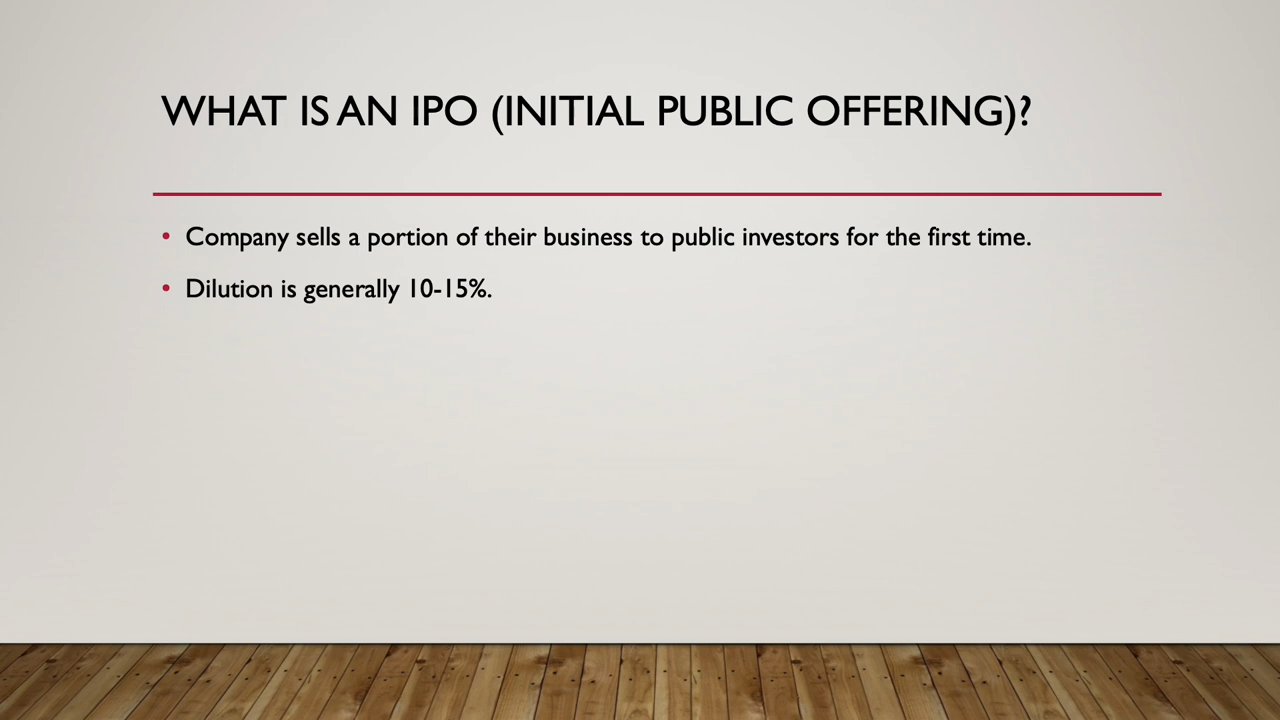 WHAT IS AN IPO (INITIAL PUBLIC OFFERING)?
• Company sells a portion of their business to public investors for the first time.
• Dilution is generally 10-15%.